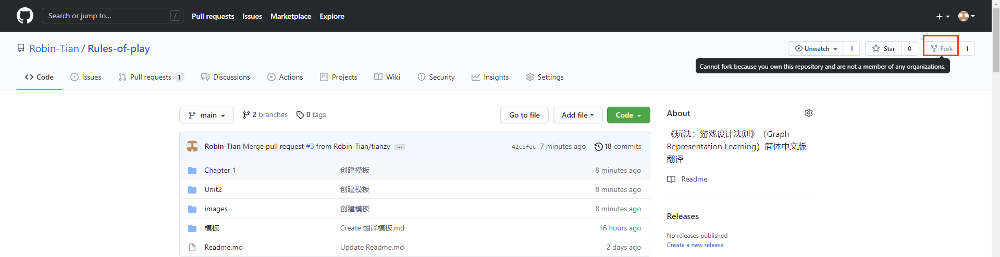 Search or jump to... / Pull requests Issues Marketplace Explore
Robin-Tian / Rules-of-play Unwatch 1 Star 0 Fork 1
Cannot fork because you own this repository and are not a member of any organizations.
Code Issues Pull requests 1 Discussions Actions Projects Wiki Security Insights Settings
main 2 branches 0 tags Go to file Add file Code
Robin-Tian Merge pull request #3 from Robin-Tian/tianzy ... 42cbfec 7 minutes ago 18 commits
Chapter 1 创建模板 8 minutes ago
Unit2 创建模板 8 minutes ago
images 创建模板 8 minutes ago
模板 Create 翻译模板.md 16 hours ago
Readme.md Update Readme.md 2 days ago
About
《玩法：游戏设计法则》（Graph
Representation Learning）简体中文版
翻译
Readme
Releases
No releases published
Create a new release